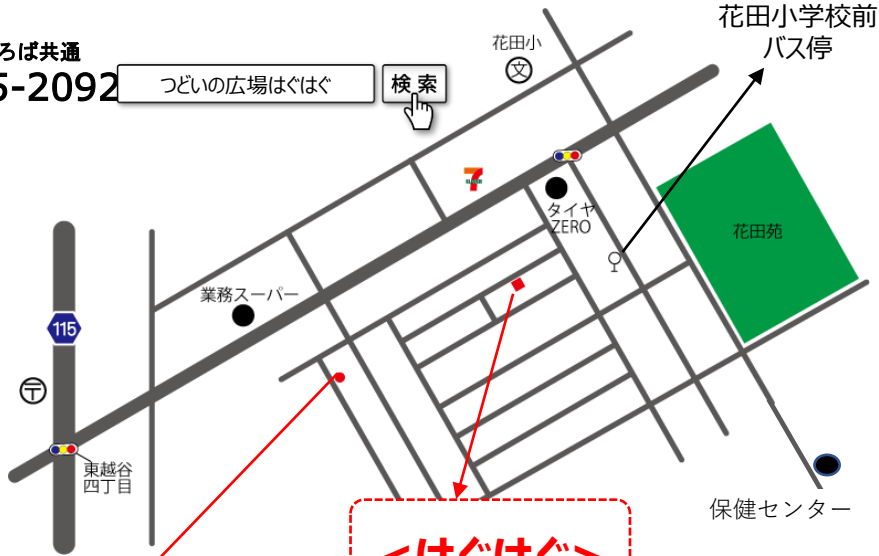 花田小学校前
バス停
ろば共通
5-2092
つどいの広場はぐはぐ
検索
花田小
文
7
タイヤ
ZERO
花田苑
業務スーパー
115
〒
東越谷
四丁目
保健センター
<はぐはぐ>